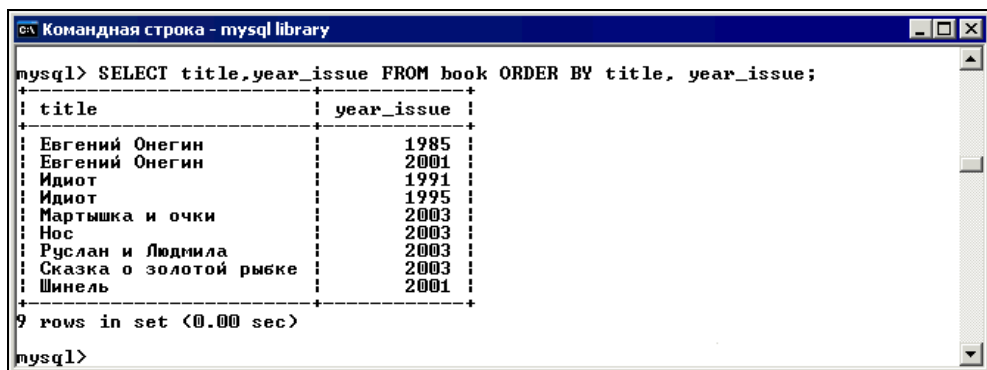 Командная строка - mysql library
mysql> SELECT title,year_issue FROM book ORDER BY title, year_issue;
+-----------------------+------------+
| title | year_issue |
+-----------------------+------------+
| Евгений Онегин | 1985 |
| Евгений Онегин | 2001 |
| Идиот | 1991 |
| Идиот | 1995 |
| Мартышка и очки | 2003 |
| Нос | 2003 |
| Руслан и Людмила | 2003 |
| Сказка о золотой рыбке | 2003 |
| Шинель | 2001 |
+-----------------------+------------+
9 rows in set (0.00 sec)
mysql>